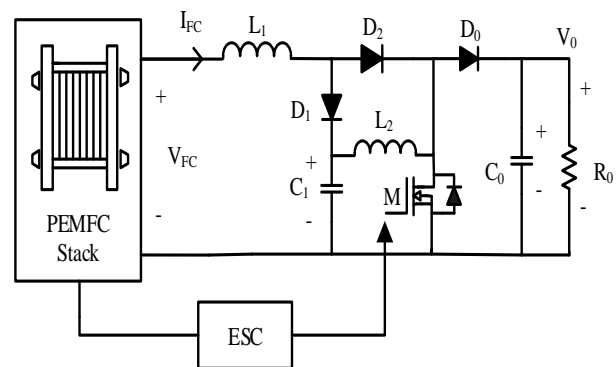 I_FC
L_1
D_2
D_0
V_0
+
D_1
L_2
+
V_FC
+
+
C_1
M
C_0
R_0
-
-
-
-
PEMFC
Stack
ESC